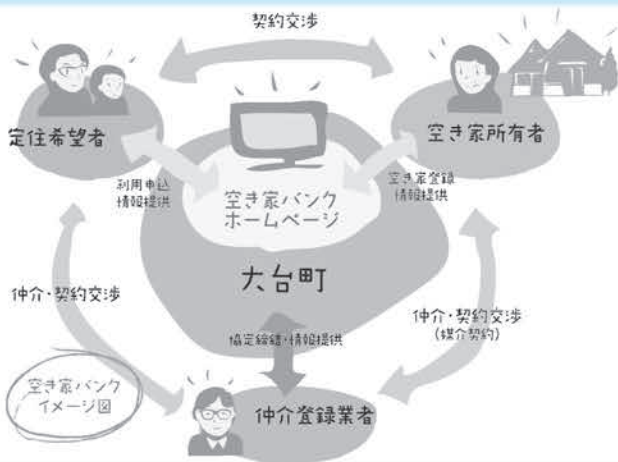 契約交渉
定住希望者
空き家所有者
利用申込
情報提供
空き家バンク
ホームページ
空き家登録
情報提供
大台町
仲介・契約交渉
仲介・契約交渉
(媒介契約)
協定締結・情報提供
空き家バンク
イメージ図
仲介登録業者